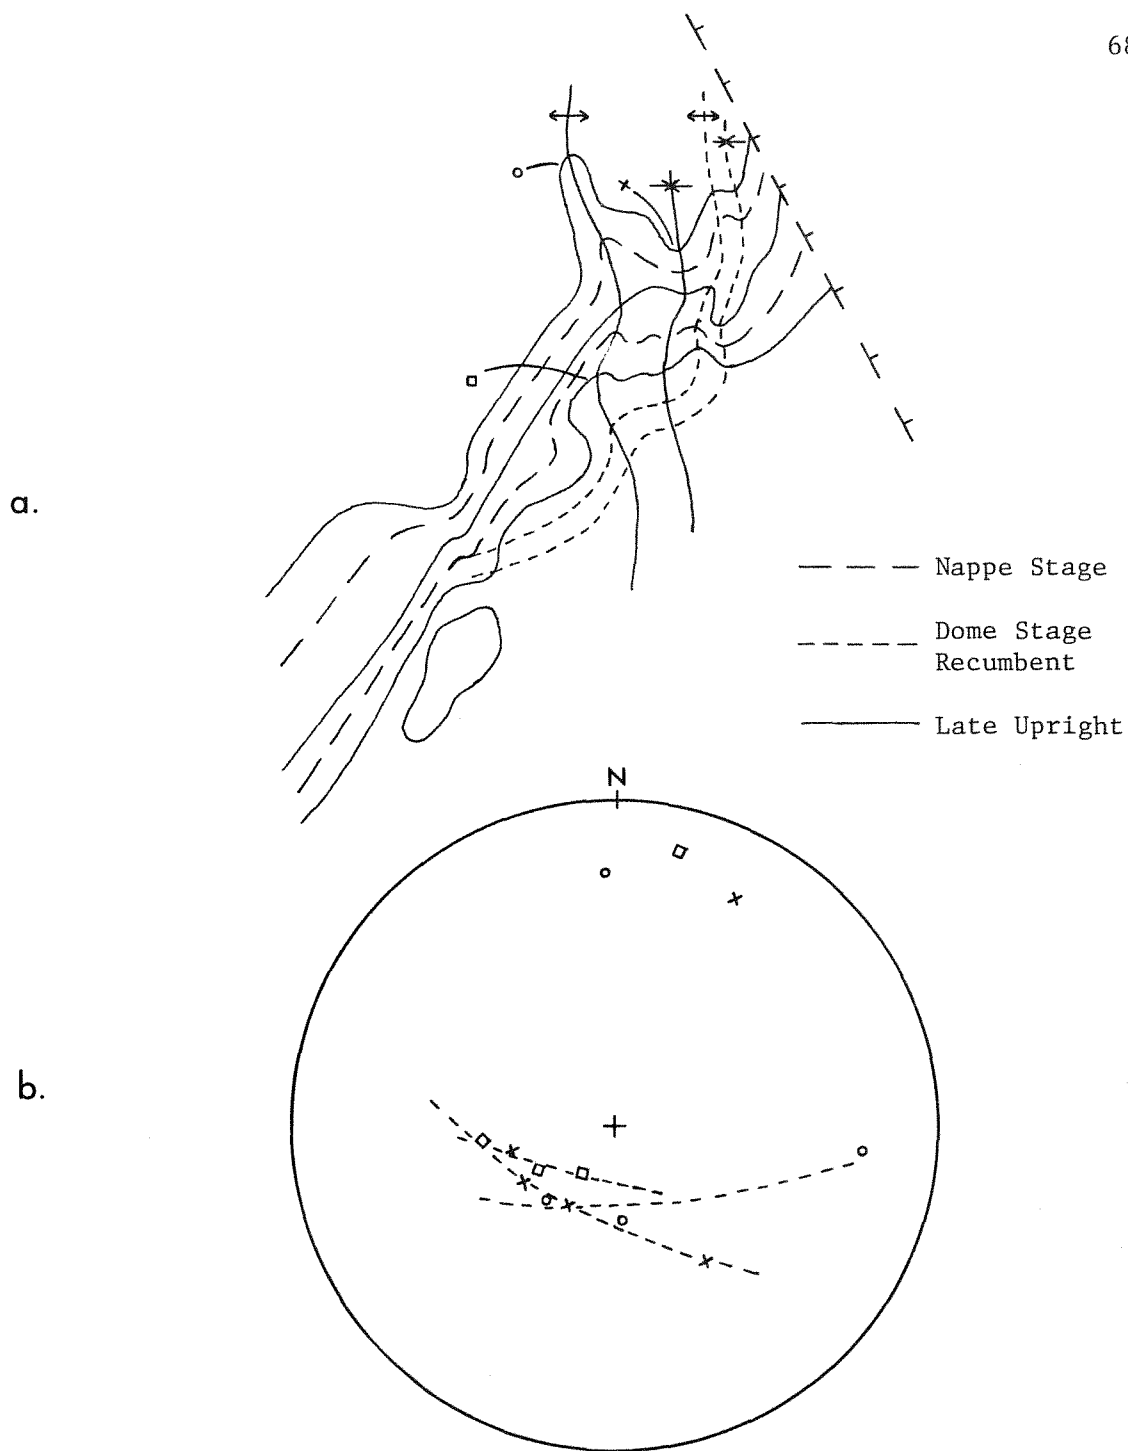 68
a.
Nappe Stage
Dome Stage
Recumbent
Late Upright
N
b.